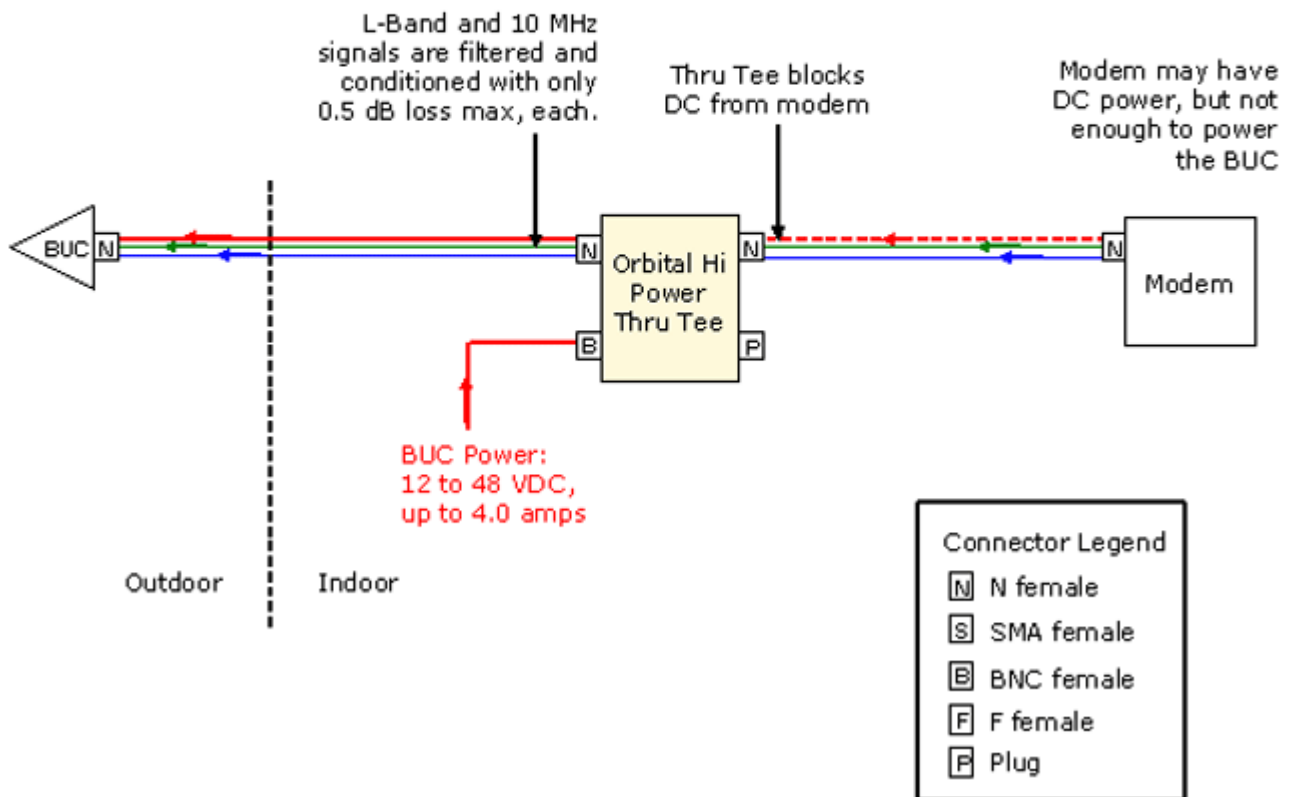 L-Band and 10 MHz
signals are filtered and
conditioned with only
0.5 dB loss max, each.
Thru Tee blocks
DC from modem
Modem may have
DC power, but not
enough to power
the BUC
BUC
N
N
Orbital Hi
Power
Thru Tee
N
B
P
N
Modem
BUC Power:
12 to 48 VDC,
up to 4.0 amps
Outdoor
Indoor
Connector Legend
N N female
S SMA female
B BNC female
F F female
P Plug